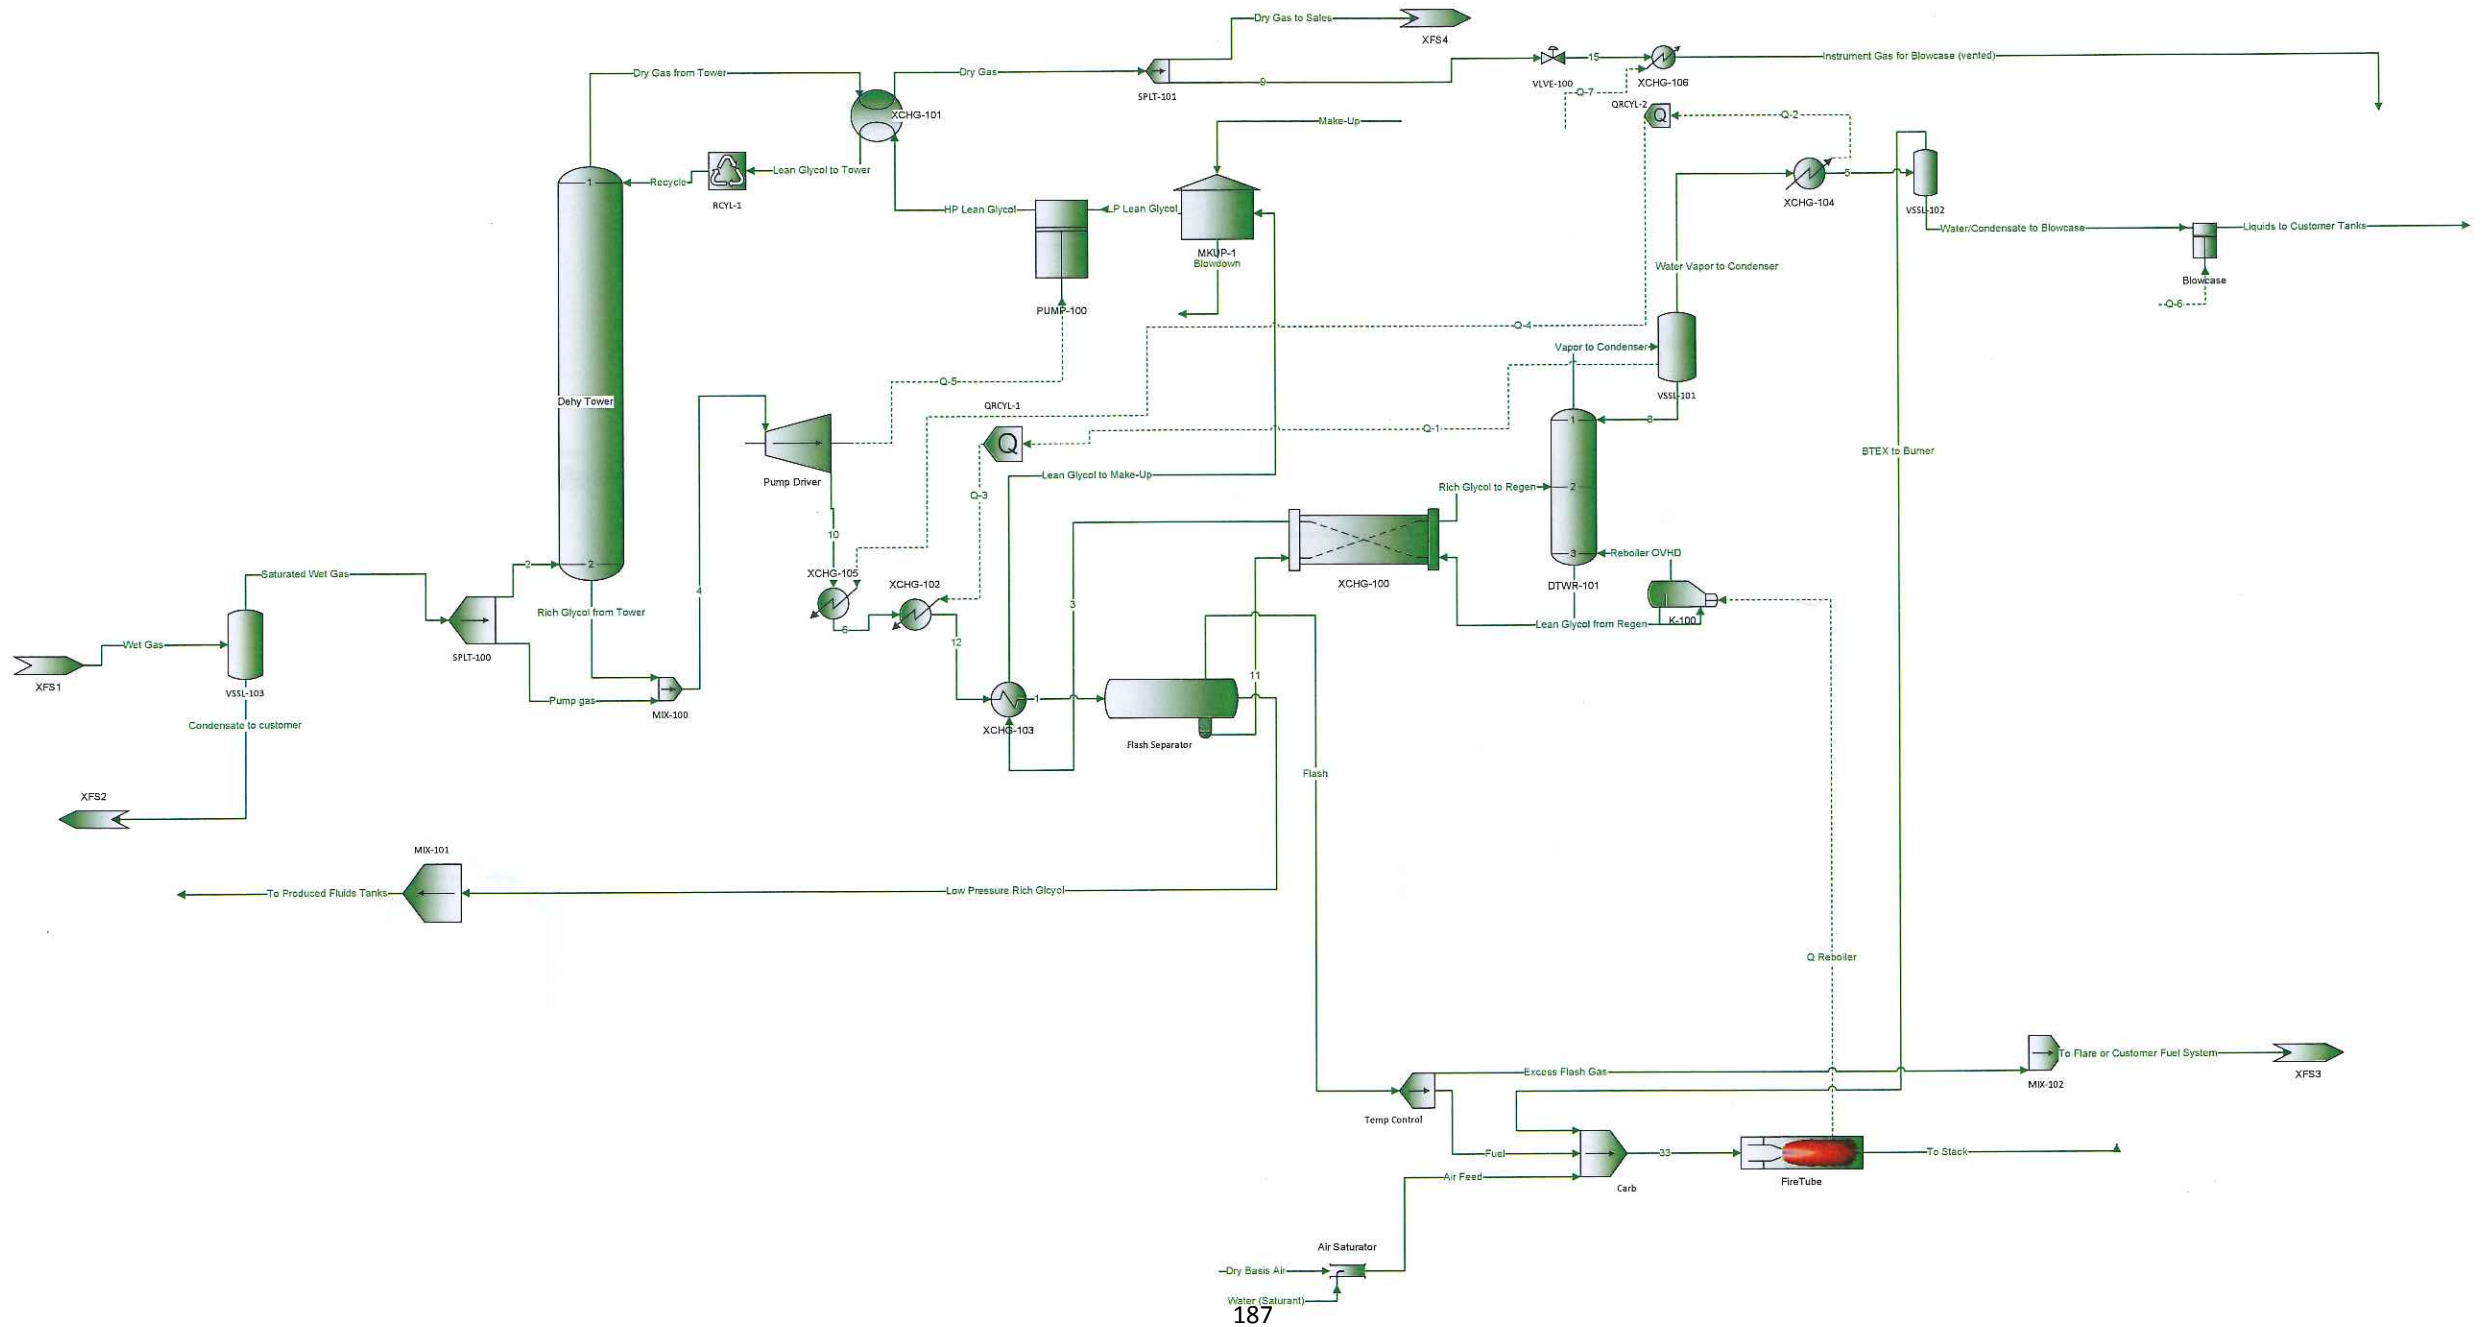 Dry Gas to Sales
XFS4
Dry Gas from Tower
Dry Gas
SPLT-101
9
VLVE-100
15
XCHG-106
Instrument Gas for Blowcase (vented)
Q-7
QRCYL-2
Q
Q-2
XCHG-101
Make-Up
Lean Glycol to Tower
RCYL-1
Recycle
1
HP Lean Glycol
LP Lean Glycol
MKUP-1
Blowdown
PUMP-100
XCHG-104
5
VSSL-102
Water/Condensate to Blowcase
Liquids to Customer Tanks
Blowcase
Q-6
Water Vapor to Condenser
Q-4
Vapor to Condenser
VSSL-101
8
Q-5
Dehy Tower
QRCYL-1
Q
Q-1
1
BTEX to Burner
Pump Driver
Lean Glycol to Make-Up
Q-3
Rich Glycol to Regen
2
10
3
Reboiler OVHD
XCHG-100
DTWR-101
K-100
Lean Glycol from Regen
XCHG-105
XCHG-102
6
12
3
4
2
2
Saturated Wet Gas
Rich Glycol from Tower
Wet Gas
XFS1
VSSL-103
SPLT-100
Pump gas
MIX-100
XCHG-103
1
11
Flash Separator
Condensate to customer
XFS2
Flash
MIX-101
To Produced Fluids Tanks
Low Pressure Rich Glcyol
Q Reboiler
Excess Flash Gas
Temp Control
To Flare or Customer Fuel System
MIX-102
XFS3
Fuel
Air Feed
Carb
33
FireTube
To Stack
Air Saturator
Dry Basis Air
Water (Saturant)
187